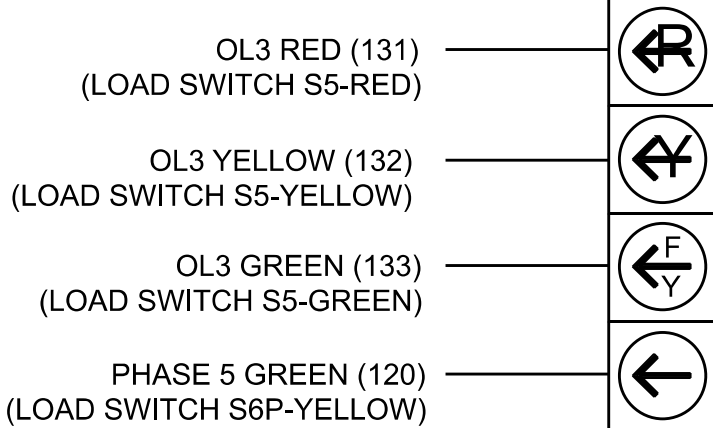 OL3 RED (131)
(LOAD SWITCH S5-RED)
R
OL3 YELLOW (132)
(LOAD SWITCH S5-YELLOW)
Y
OL3 GREEN (133)
(LOAD SWITCH S5-GREEN)
F
Y
PHASE 5 GREEN (120)
(LOAD SWITCH S6P-YELLOW)